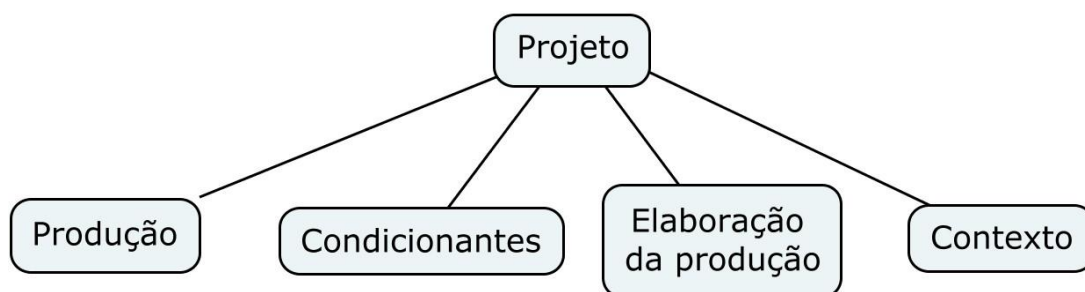 Projeto
Produção
Condicionantes
Elaboração
da produção
Contexto